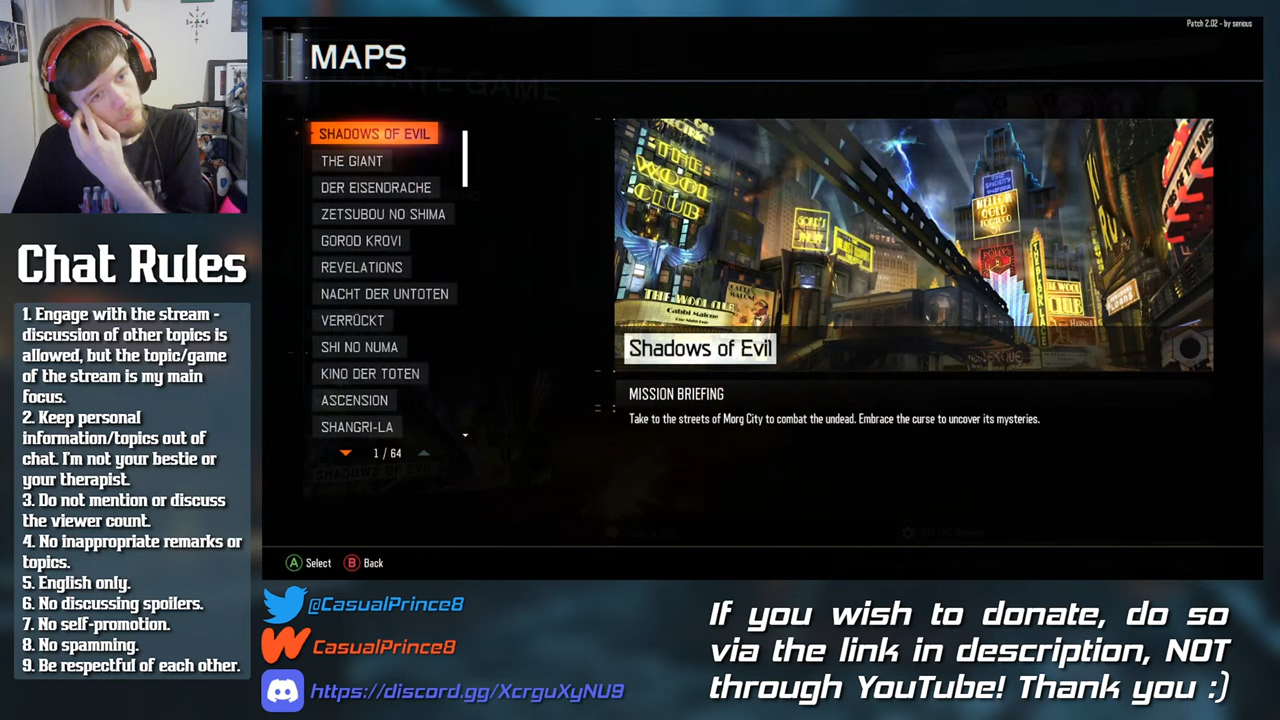 Patch 2.02 - by serious
MAPS
SHADOWS OF EVIL
THE GIANT
DER EISENDRACHE
ZETSUBOU NO SHIMA
GOROD KROVI
REVELATIONS
NACHT DER UNTOTEN
VERRÜCKT
SHI NO NUMA
KINO DER TOTEN
ASCENSION
SHANGRI-LA
1 / 64
THE
WOOL
CLUB
HOTEL
THE WOOL CLUB
Shadows of Evil
MISSION BRIEFING
Take to the streets of Morg City to combat the undead. Embrace the curse to uncover its mysteries.
A Select B Back
Chat Rules
1. Engage with the stream -
discussion of other topics is
allowed, but the topic/game
of the stream is my main
focus.
2. Keep personal
information/topics out of
chat. I'm not your bestie or
your therapist.
3. Do not mention or discuss
the viewer count.
4. No inappropriate remarks or
topics.
5. English only.
6. No discussing spoilers.
7. No self-promotion.
8. No spamming.
9. Be respectful of each other.
@CasualPrince8
CasualPrince8
https://discord.gg/XcrguXyNU9
If you wish to donate, do so
via the link in description, NOT
through YouTube! Thank you :)